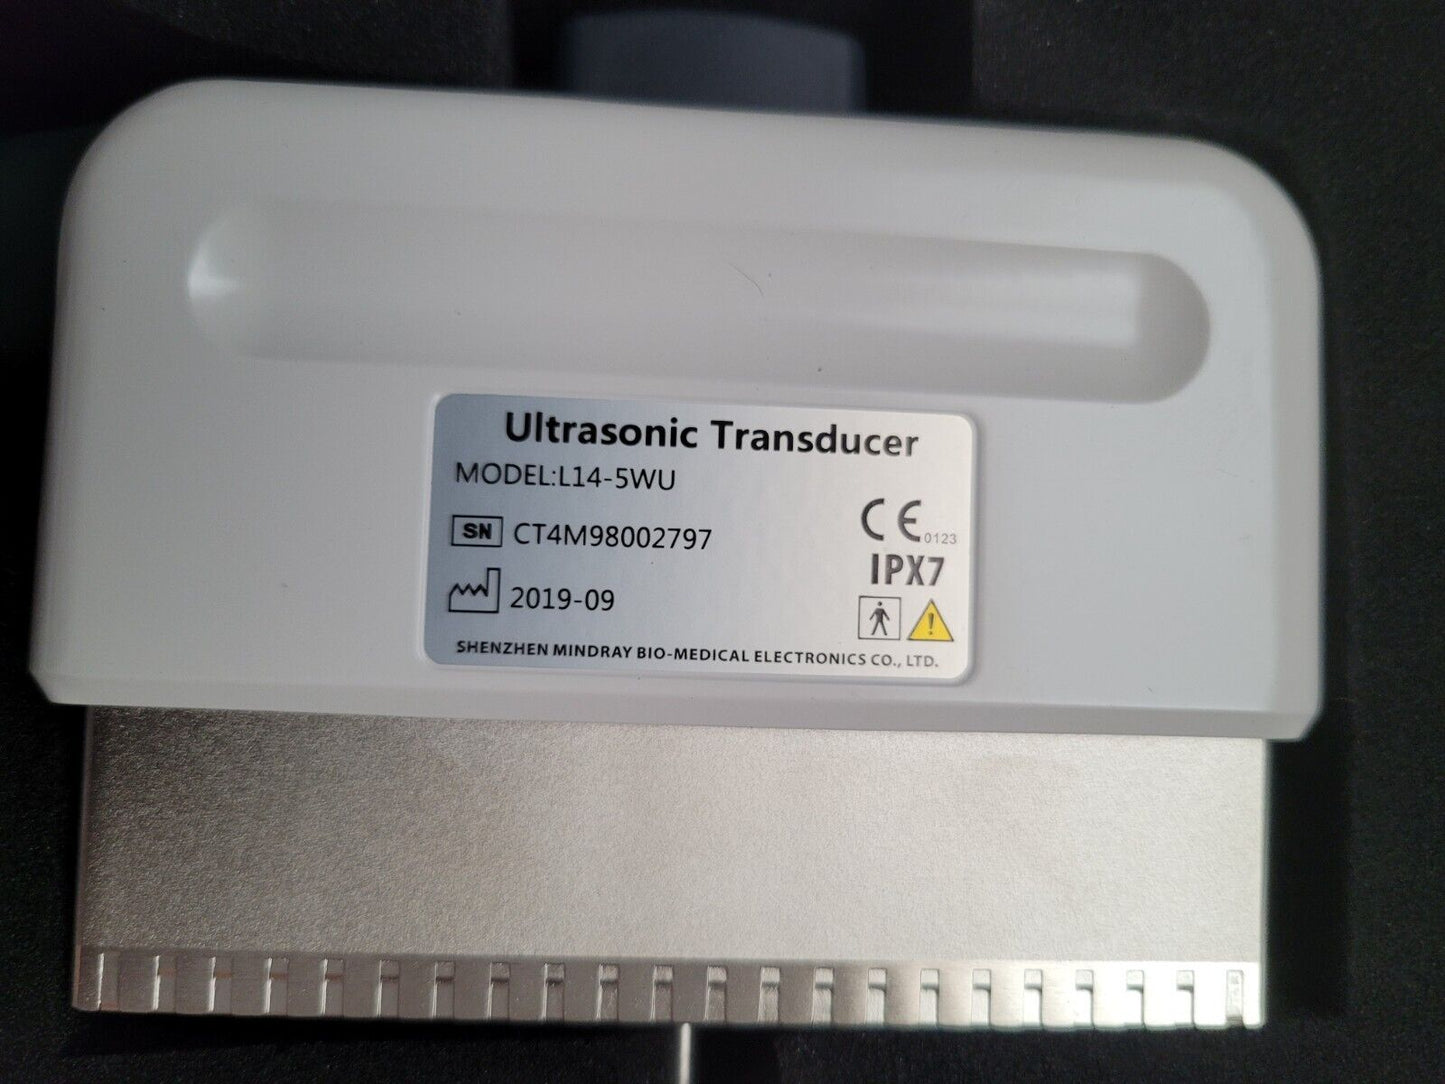 Ultrasonic Transducer
MODEL:L14-5WU
SN CT4M98002797
2019-09
CE 0123
IPX7
SHENZHEN MINDRAY BIO-MEDICAL ELECTRONICS CO., LTD.